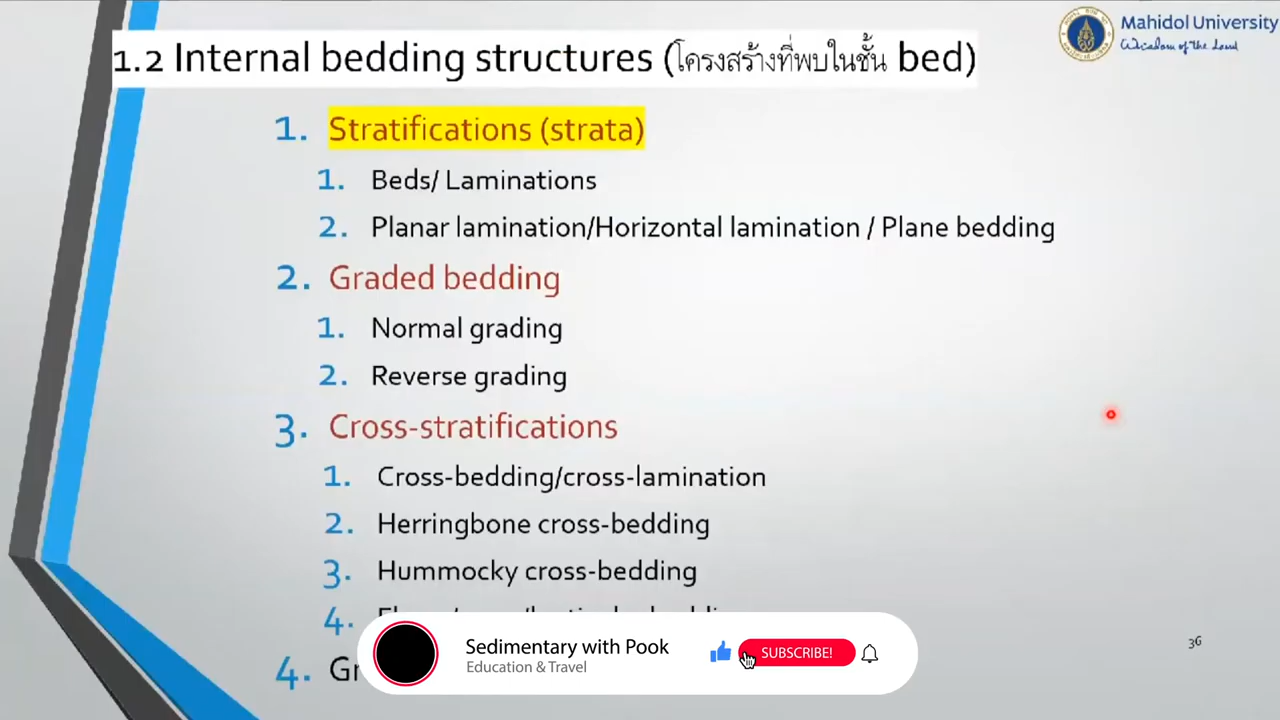 Mahidol University
Wisdom of the Land
1.2 Internal bedding structures (โครงสร้างที่พบในชั้น bed)
1. Stratifications (strata)
1. Beds/ Laminations
2. Planar lamination/Horizontal lamination / Plane bedding
2. Graded bedding
1. Normal grading
2. Reverse grading
3. Cross-stratifications
1. Cross-bedding/cross-lamination
2. Herringbone cross-bedding
3. Hummocky cross-bedding
4.
4. Gr
Sedimentary with Pook
Education & Travel
SUBSCRIBE!
36